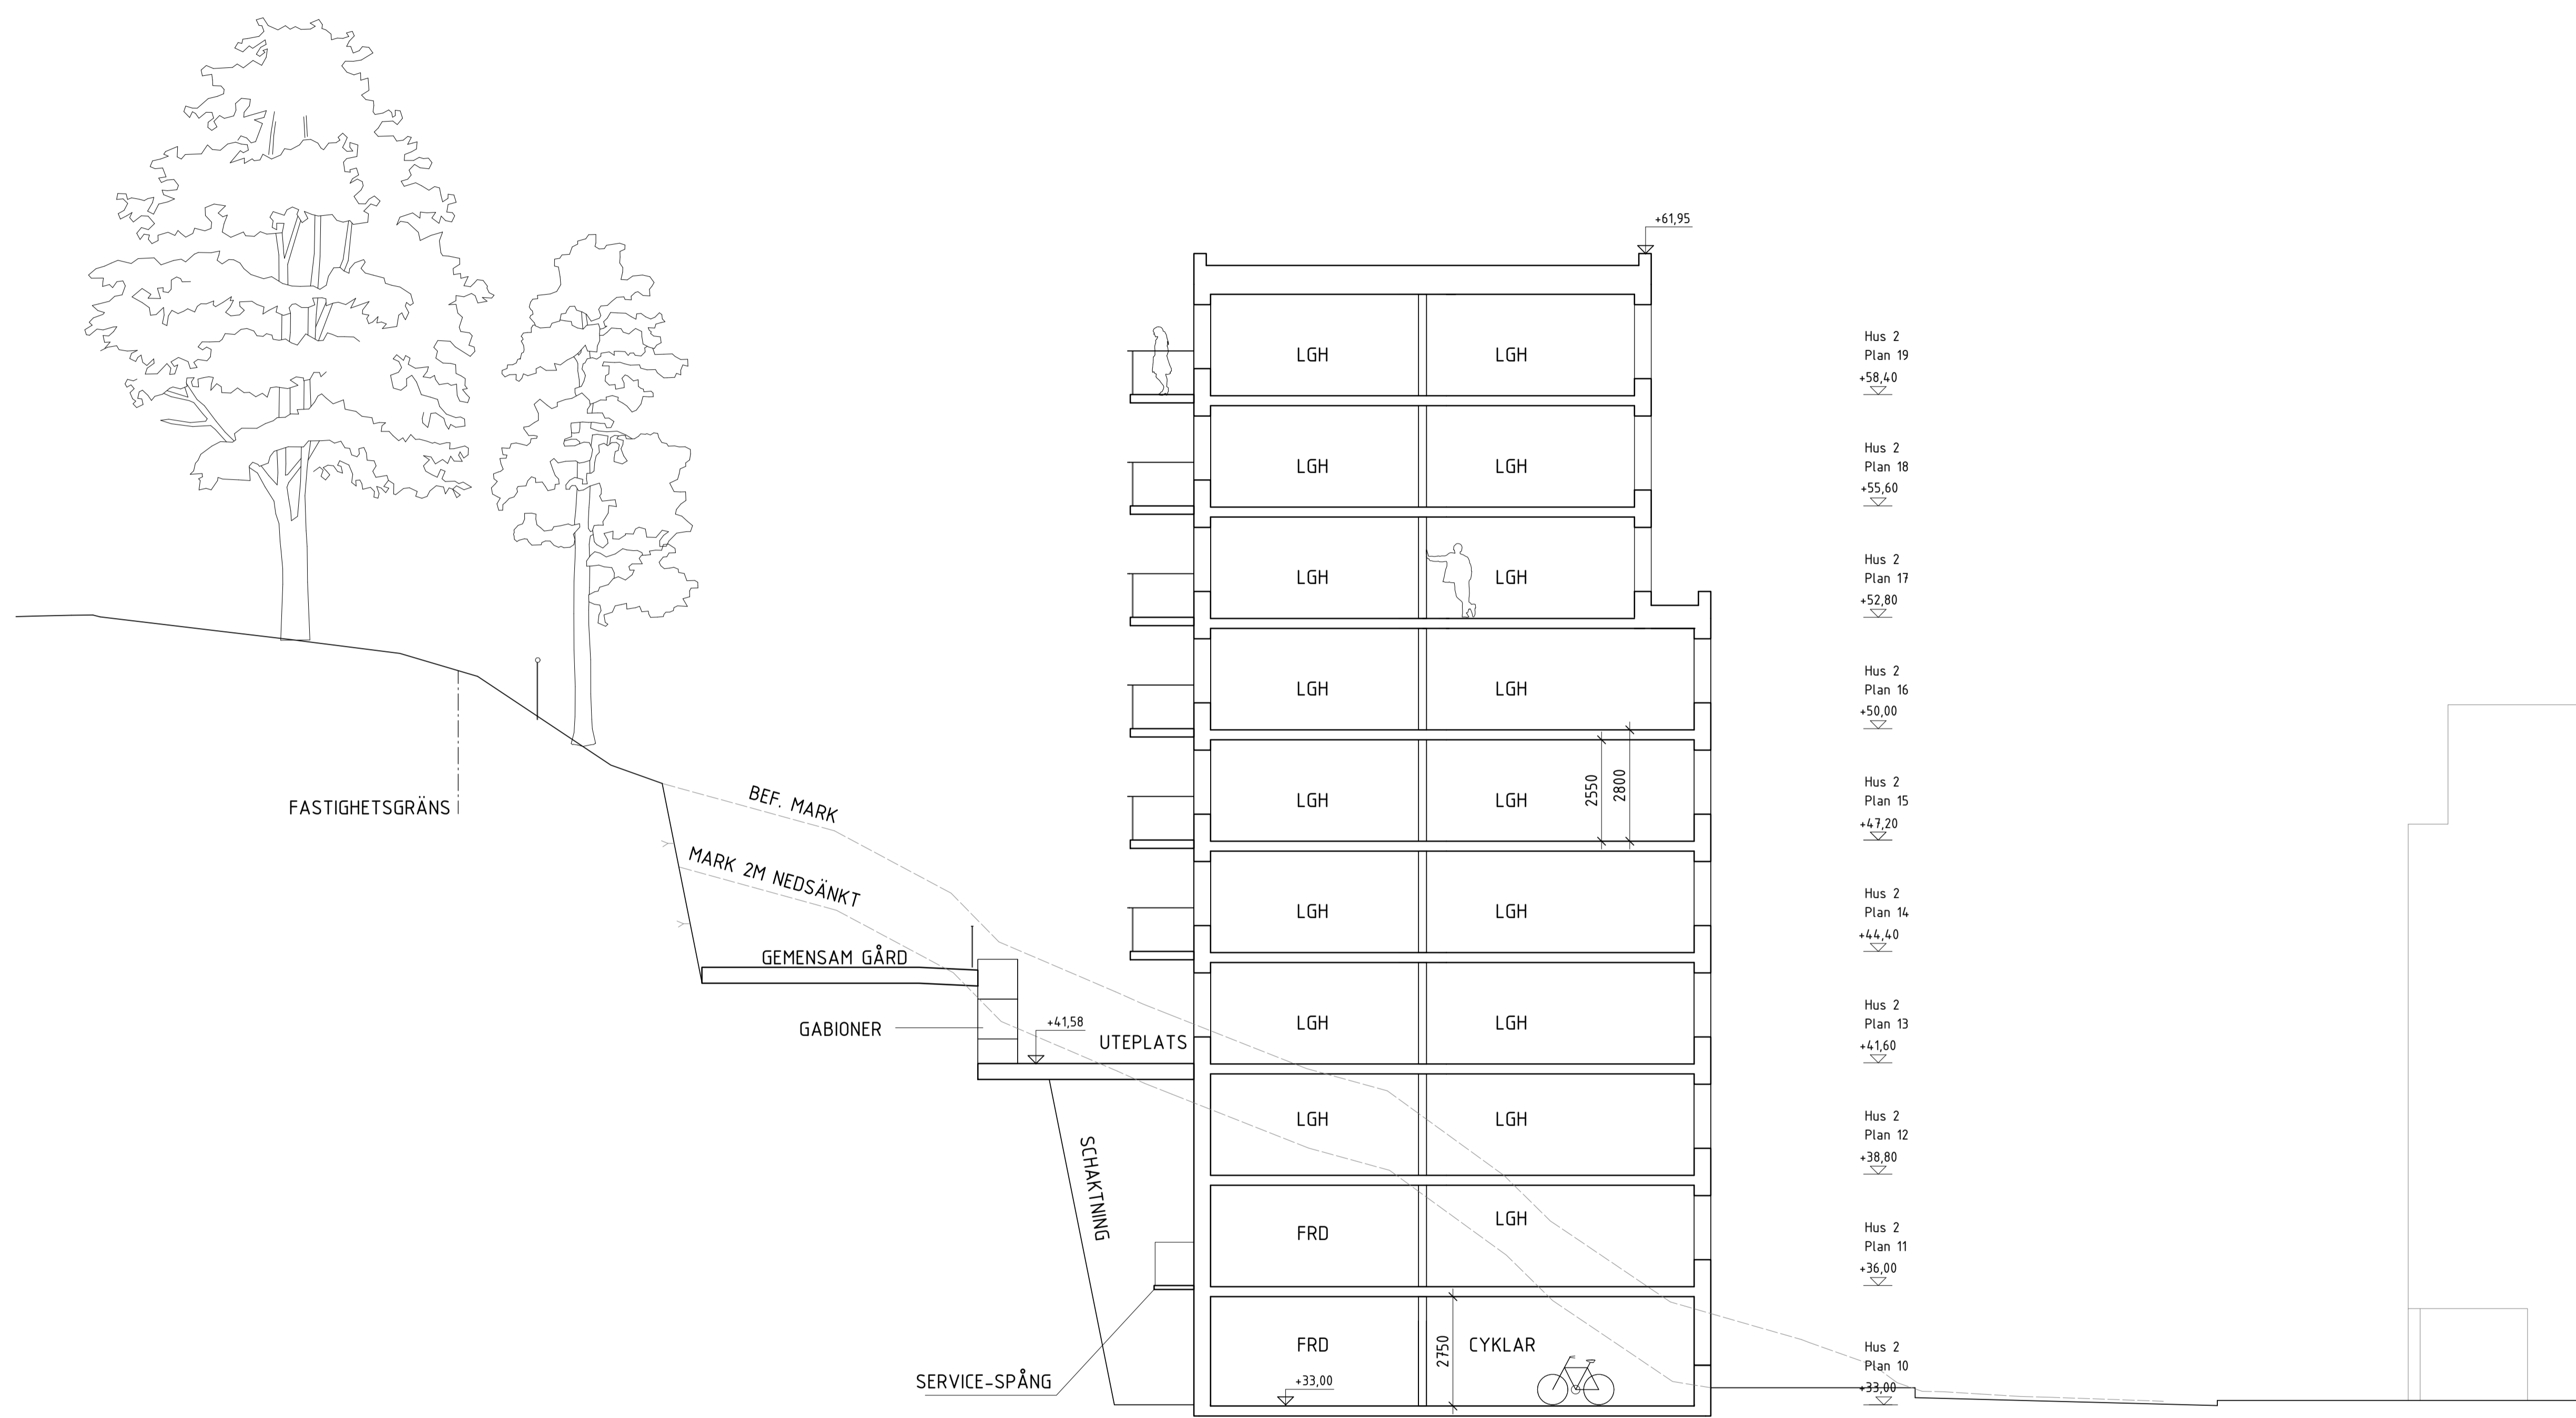 +61,95
Hus 2
Plan 19
+58,40
LGH
LGH
Hus 2
Plan 18
+55,60
LGH
LGH
Hus 2
Plan 17
+52,80
LGH
LGH
Hus 2
Plan 16
+50,00
LGH
LGH
Hus 2
Plan 15
+47,20
LGH
LGH
2550
2800
FASTIGHETSGRÄNS
BEF. MARK
MARK 2M NEDSÄNKT
Hus 2
Plan 14
+44,40
LGH
LGH
GEMENSAM GÅRD
GABIONER
+41,58
UTEPLATS
Hus 2
Plan 13
+41,60
LGH
LGH
Hus 2
Plan 12
+38,80
LGH
LGH
SCHAKTNING
Hus 2
Plan 11
+36,00
FRD
LGH
Hus 2
Plan 10
+33,00
FRD
2750
CYKLAR
+33,00
SERVICE-SPÅNG